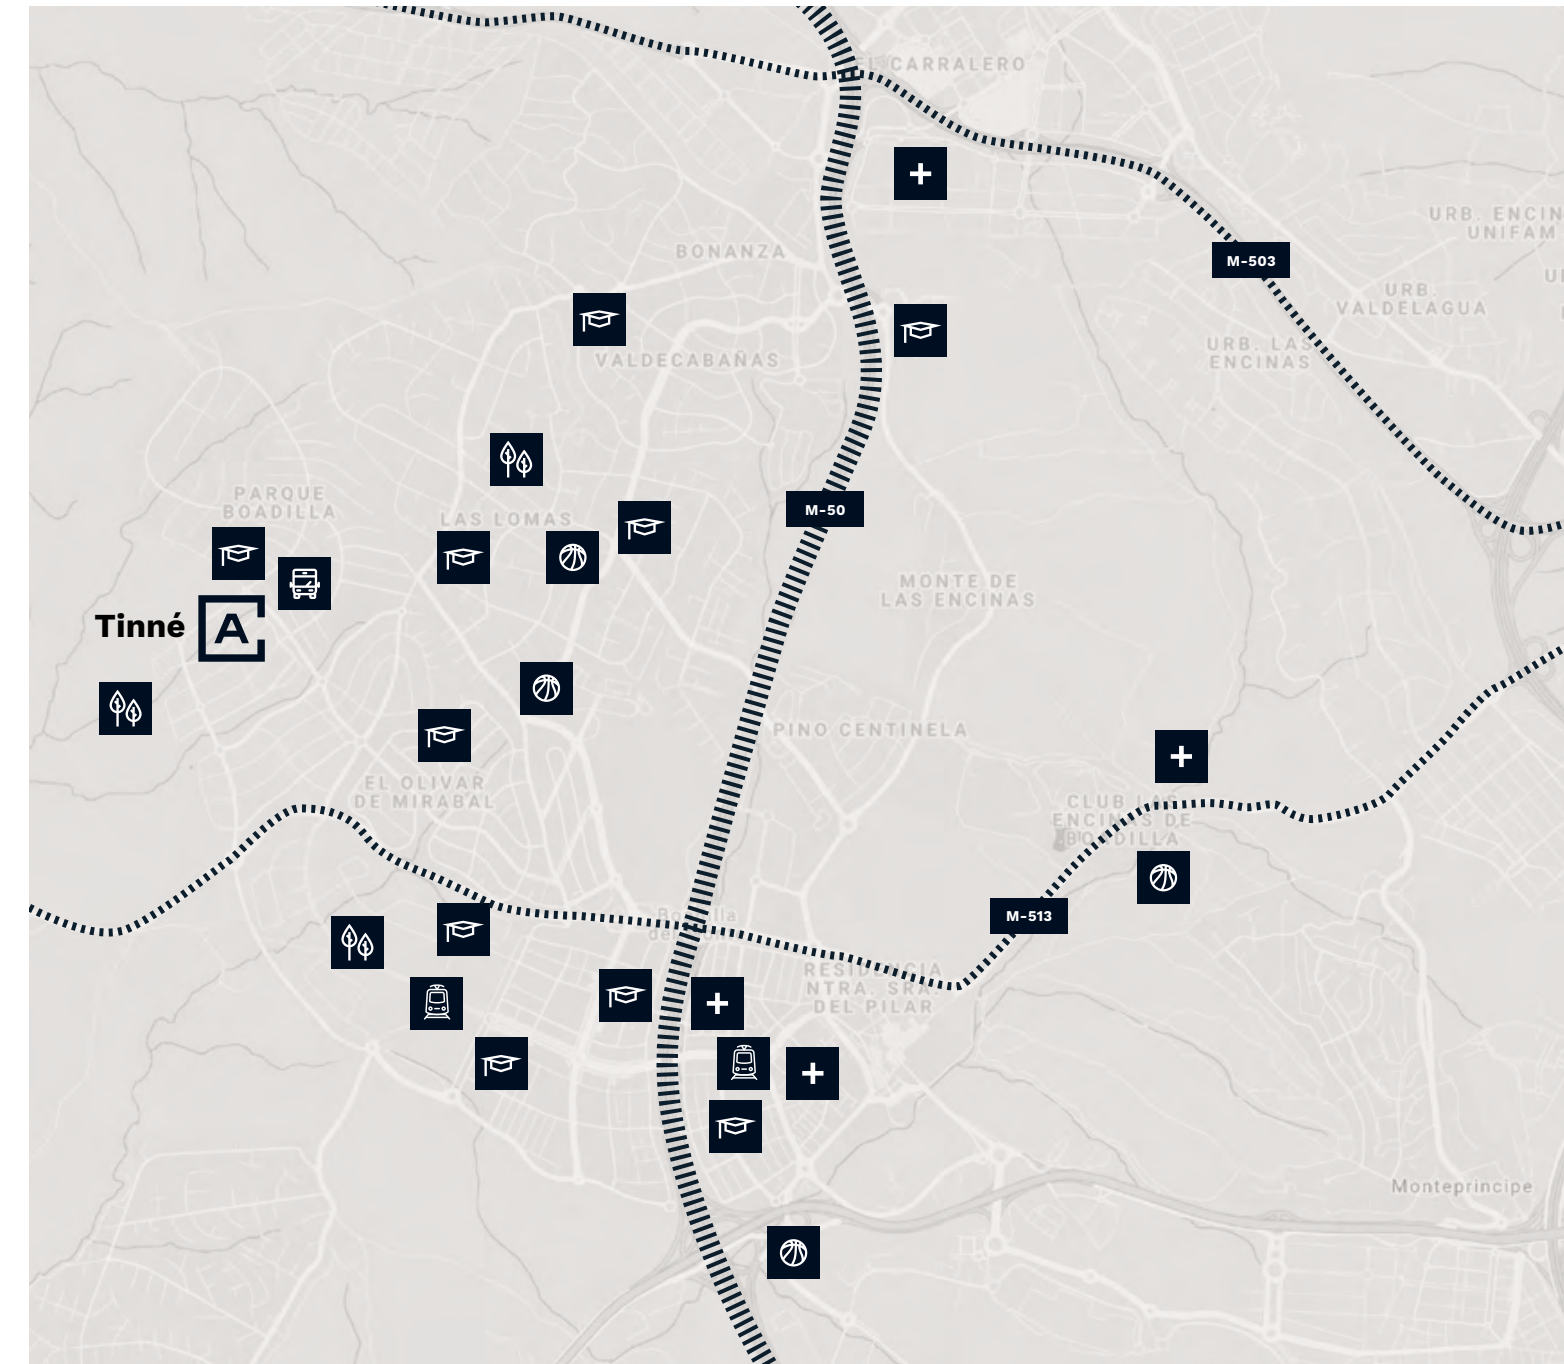 EL CARRALERO
URB. ENCIN
UNIFAM
BONANZA
M-503
URB.
VALDELAGUA
URB. LAS
ENCINAS
VALDECABAÑAS
PARQUE
BOADILLA
LAS LOMAS
M-50
MONTE DE
LAS ENCINAS
Tinné
A
PINO CENTINELA
EL OLIVAR
DE MIRABAL
CLUB LAS
ENCINAS DE
BOADILLA
M-513
Boadilla
RESIDENCIA
NTRA. SRA.
DEL PILAR
Monteprincipe